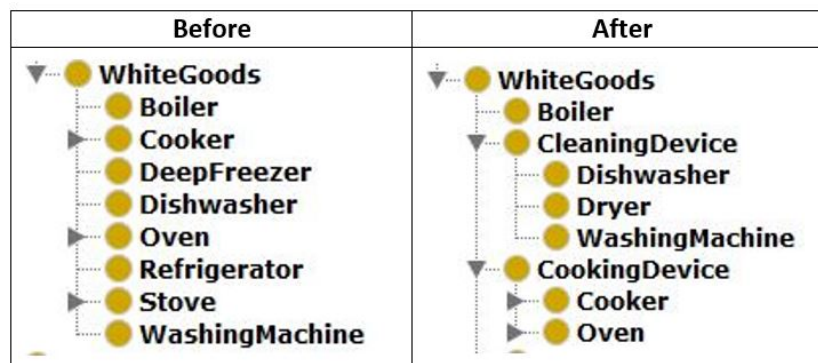 Before
WhiteGoods
Boiler
Cooker
DeepFreezer
Dishwasher
Oven
Refrigerator
Stove
WashingMachine
After
WhiteGoods
Boiler
CleaningDevice
Dishwasher
Dryer
WashingMachine
CookingDevice
Cooker
Oven